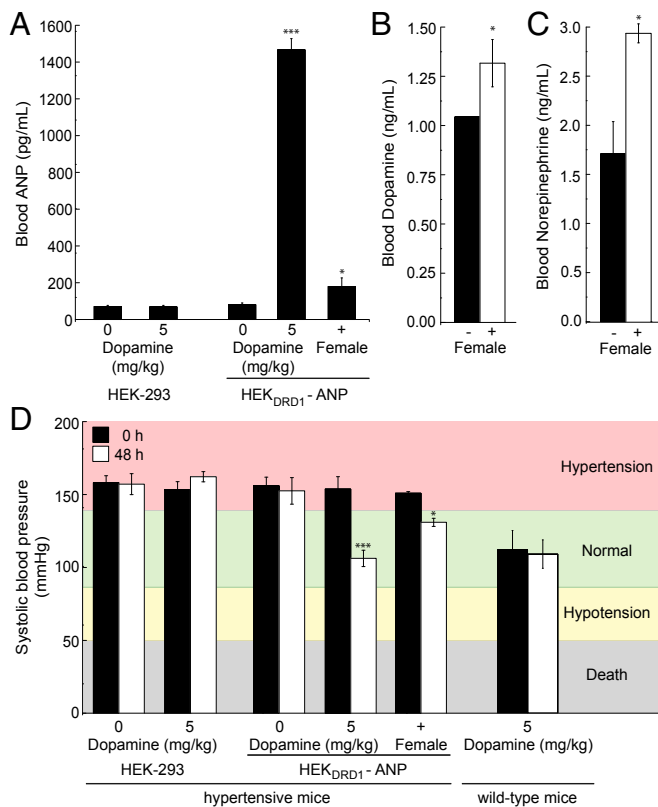 A
Blood ANP (pg/mL)
1600
1400
1200
1000
800
600
400
200
0
***
*
0 5 0 5 +
Dopamine (mg/kg)
Dopamine (mg/kg)
Female
HEK-293
HEKDRD1 - ANP
B
Blood Dopamine (ng/mL)
1.50
1.25
1.00
0.75
0.50
0.25
0.00
*
- +
Female
C
Blood Norepinephrine (ng/mL)
3.0
2.4
1.8
1.2
0.6
0.0
*
- +
Female
D
Systolic blood pressure (mmHg)
200
150
100
50
0
0 h
48 h
***
*
Hypertension
Normal
Hypotension
Death
0 5 0 5 + 5
Dopamine (mg/kg) Dopamine (mg/kg) Female Dopamine (mg/kg)
HEK-293 HEKDRD1 - ANP
hypertensive mice wild-type mice